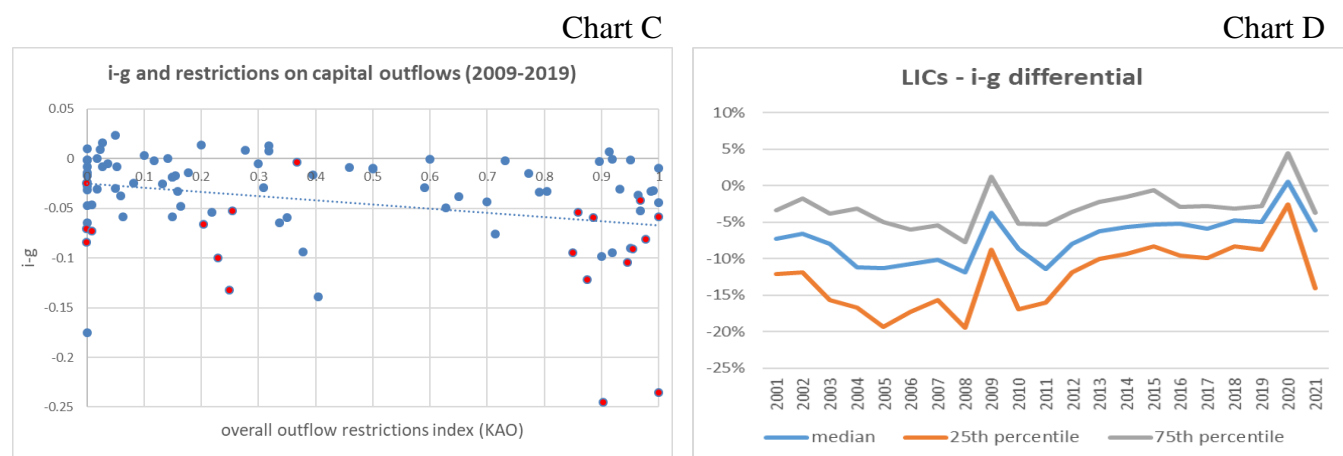 Chart C
i-g and restrictions on capital outflows (2009-2019)
0.05
0
0 0.1 0.2 0.3 0.4 0.5 0.6 0.7 0.8 0.9 1
-0.05
-0.1
-0.15
-0.2
-0.25
i-g
overall outflow restrictions index (KAO)
Chart D
LICs - i-g differential
10%
5%
0%
-5%
-10%
-15%
-20%
-25%
2001 2002 2003 2004 2005 2006 2007 2008 2009 2010 2011 2012 2013 2014 2015 2016 2017 2018 2019 2020 2021
median 25th percentile 75th percentile